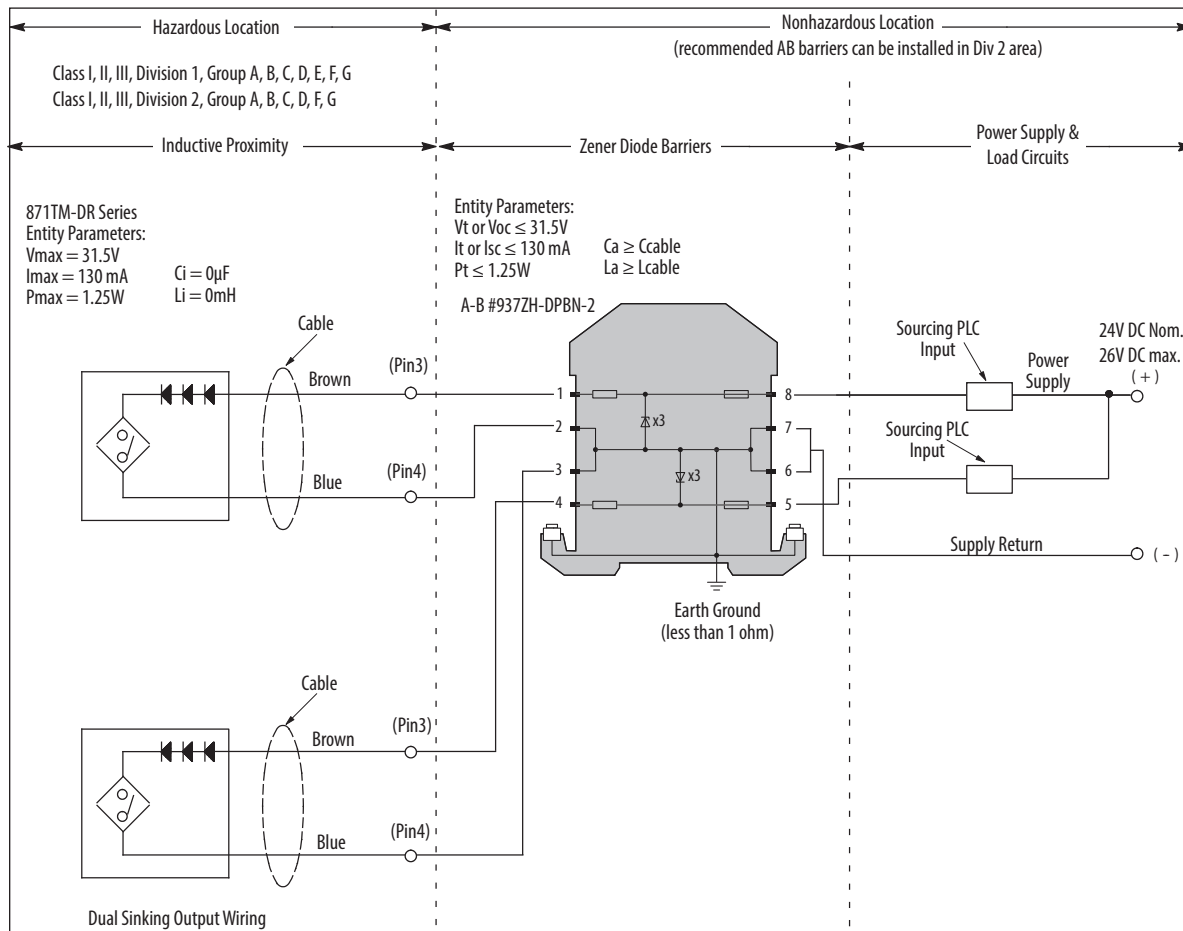 Hazardous Location
Nonhazardous Location
(recommended AB barriers can be installed in Div 2 area)
Class I, II, III, Division 1, Group A, B, C, D, E, F, G
Class I, II, III, Division 2, Group A, B, C, D, F, G
Inductive Proximity
Zener Diode Barriers
Power Supply &
Load Circuits
871TM-DR Series
Entity Parameters:
Vmax = 31.5V
Imax = 130 mA
Pmax = 1.25W
Ci = 0µF
Li = 0mH
Entity Parameters:
Vt or Voc ≤ 31.5V
It or Isc ≤ 130 mA
Pt ≤ 1.25W
Ca ≥ Ccable
La ≥ Lcable
A-B #937ZH-DPBN-2
Cable
Brown
(Pin3)
Blue
(Pin4)
1
2
3
4
x3
x3
8
7
6
5
Sourcing PLC
Input
Power
Supply
24V DC Nom.
26V DC max.
(+)
Sourcing PLC
Input
Supply Return
(-)
Earth Ground
(less than 1 ohm)
Cable
Brown
(Pin3)
Blue
(Pin4)
Dual Sinking Output Wiring